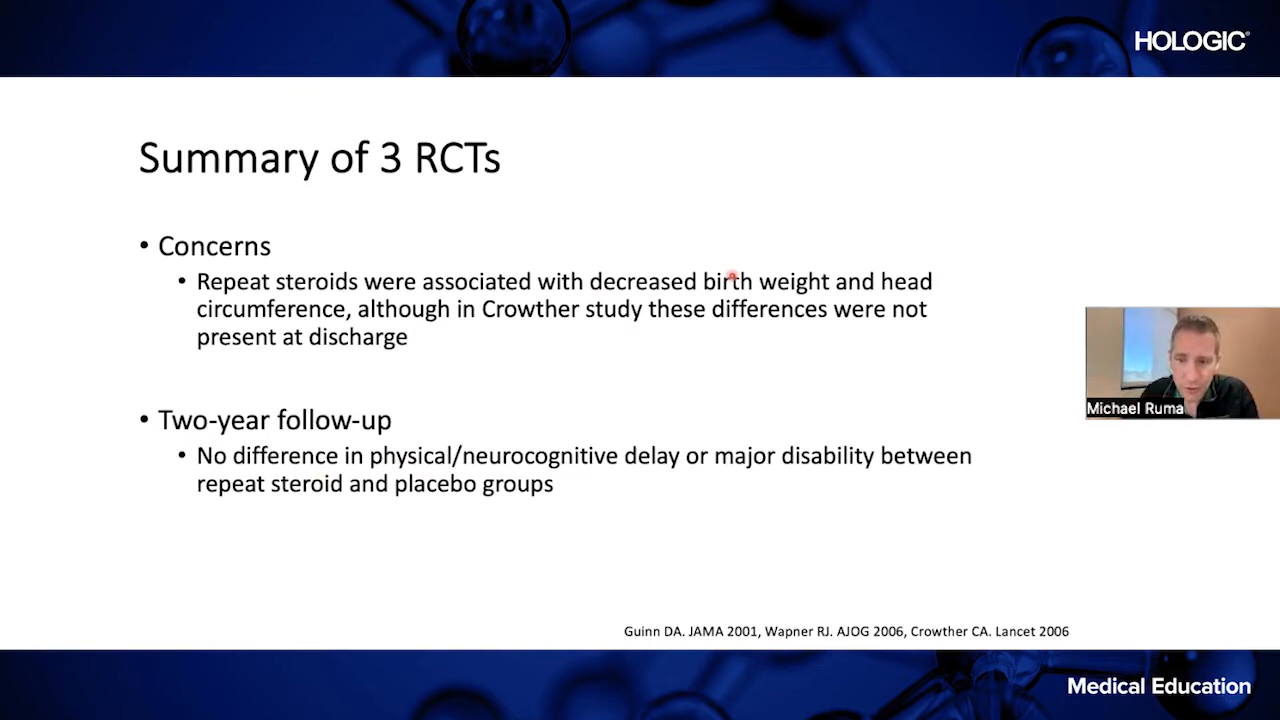 HOLOGIC®
Summary of 3 RCTs
• Concerns
• Repeat steroids were associated with decreased birth weight and head
circumference, although in Crowther study these differences were not
present at discharge
Michael Ruma
• Two-year follow-up
• No difference in physical/neurocognitive delay or major disability between
repeat steroid and placebo groups
Guinn DA. JAMA 2001, Wapner RJ. AJOG 2006, Crowther CA. Lancet 2006
Medical Education